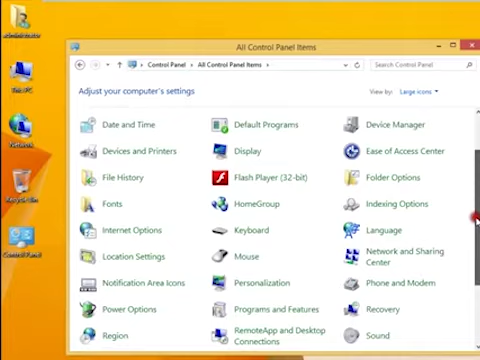 administrator
All Control Panel Items
Control Panel
All Control Panel Items
Search Control Panel
This PC
Adjust your computer's settings
View by: Large icons
Date and Time
Default Programs
Device Manager
Network
Devices and Printers
Display
Ease of Access Center
File History
Flash Player (32-bit)
Folder Options
Recycle Bin
Fonts
HomeGroup
Indexing Options
Internet Options
Keyboard
Language
Control Panel
Location Settings
Mouse
Network and Sharing
Center
Notification Area Icons
Personalization
Phone and Modem
Power Options
Programs and Features
Recovery
Region
RemoteApp and Desktop
Connections
Sound